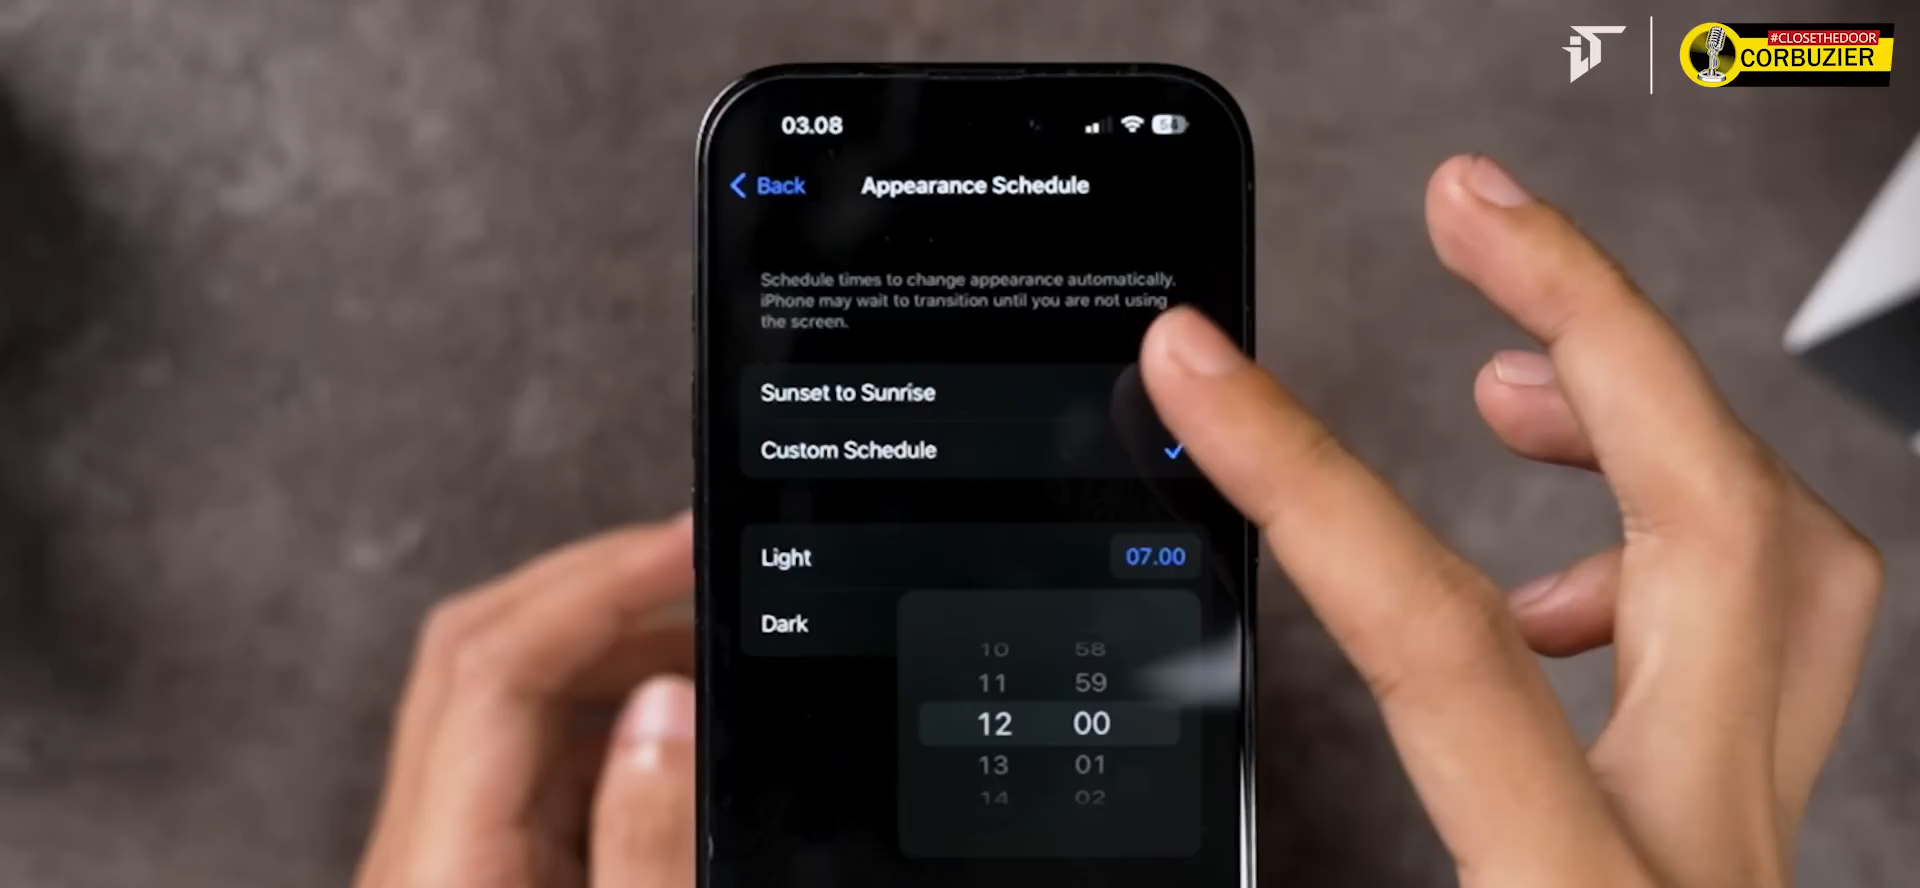 #CLOSETHEDOOR
CORBUZIER
03.08
Back
Appearance Schedule
Schedule times to change appearance automatically.
iPhone may wait to transition until you are not using
the screen.
Sunset to Sunrise
Custom Schedule
Light 07.00
Dark
10 58
11 59
12 00
13 01
14 02